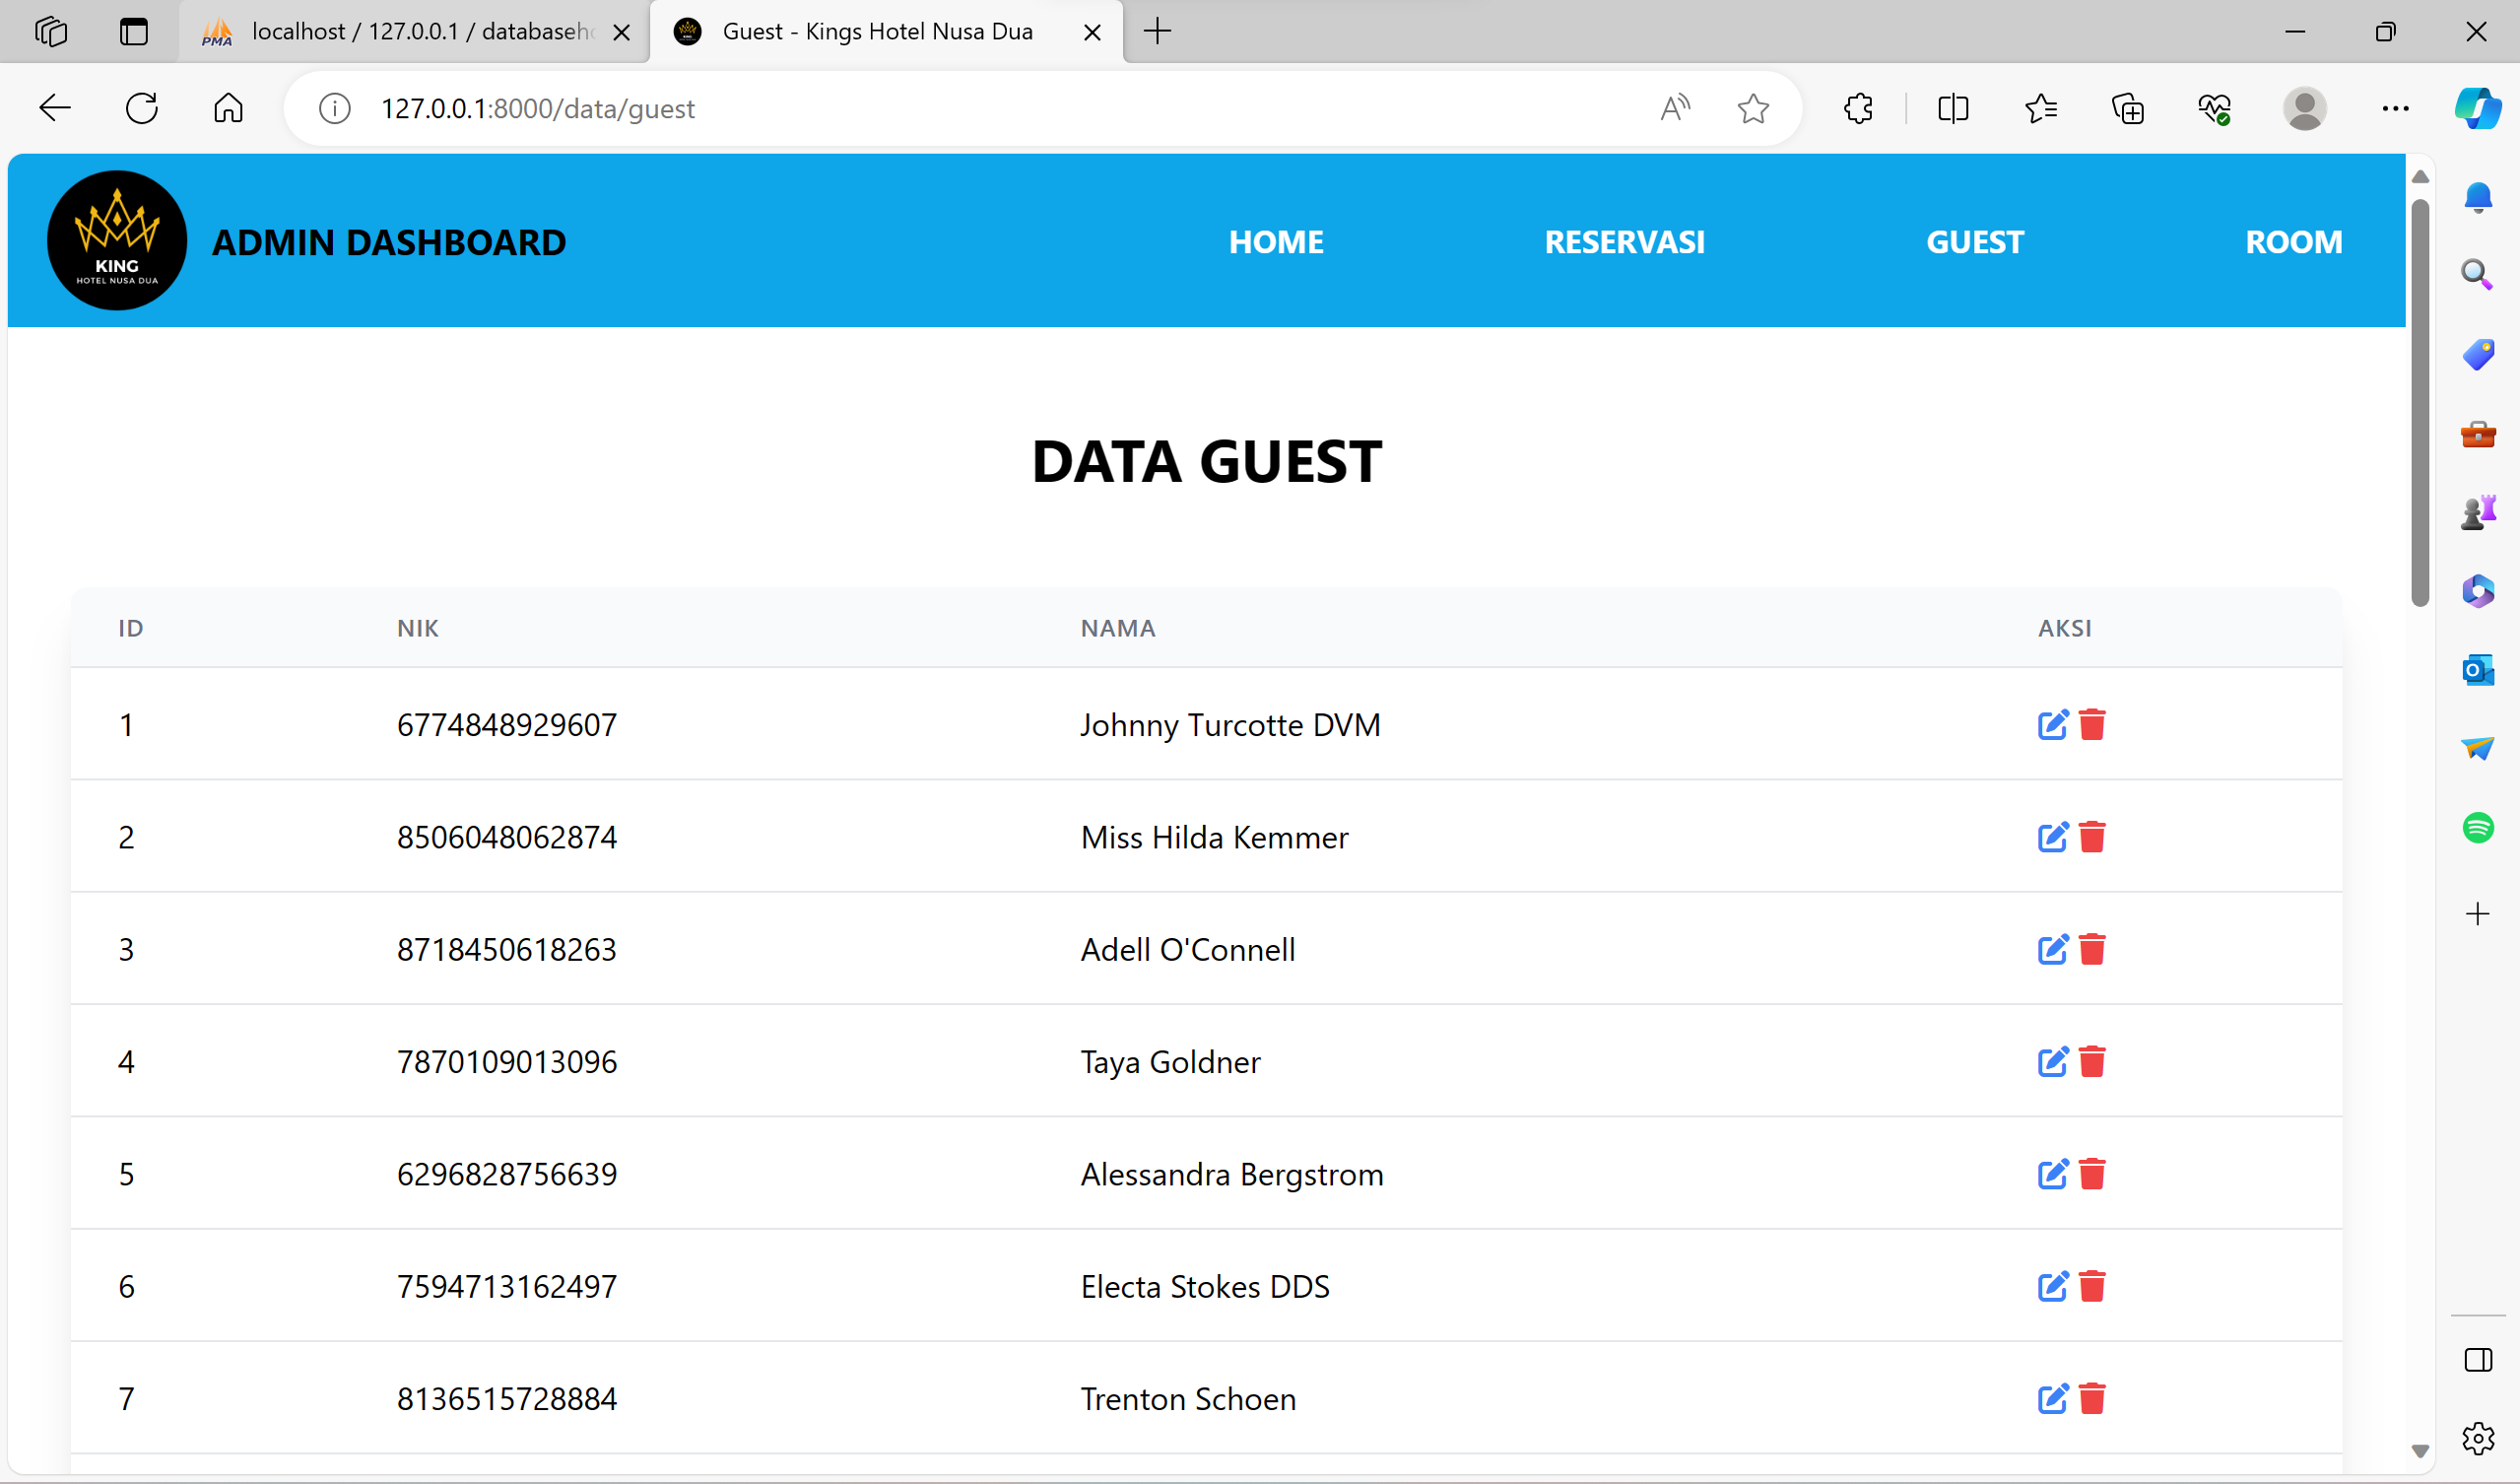 localhost / 127.0.0.1 / databaseh
Guest - Kings Hotel Nusa Dua
127.0.0.1:8000/data/guest
KING
HOTEL NUSA DUA
ADMIN DASHBOARD
HOME
RESERVASI
GUEST
ROOM
DATA GUEST
ID NIK NAMA AKSI
1 6774848929607 Johnny Turcotte DVM
2 8506048062874 Miss Hilda Kemmer
3 8718450618263 Adell O'Connell
4 7870109013096 Taya Goldner
5 6296828756639 Alessandra Bergstrom
6 7594713162497 Electa Stokes DDS
7 8136515728884 Trenton Schoen